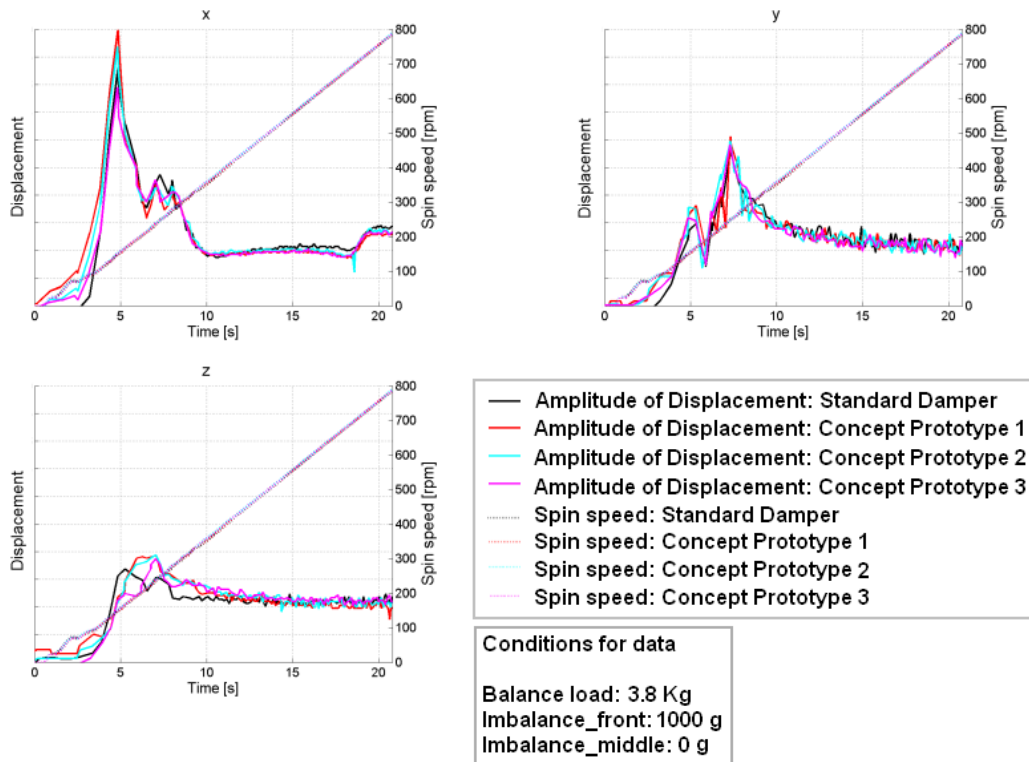 x
Displacement
800
700
600
500
400
300
200
100
0
Spin speed [rpm]
0 5 10 15 20
Time [s]
y
Displacement
800
700
600
500
400
300
200
100
0
Spin speed [rpm]
0 5 10 15 20
Time [s]
z
Displacement
800
700
600
500
400
300
200
100
0
Spin speed [rpm]
0 5 10 15 20
Time [s]
Amplitude of Displacement: Standard Damper
Amplitude of Displacement: Concept Prototype 1
Amplitude of Displacement: Concept Prototype 2
Amplitude of Displacement: Concept Prototype 3
Spin speed: Standard Damper
Spin speed: Concept Prototype 1
Spin speed: Concept Prototype 2
Spin speed: Concept Prototype 3
Conditions for data
Balance load: 3.8 Kg
Imbalance_front: 1000 g
Imbalance_middle: 0 g